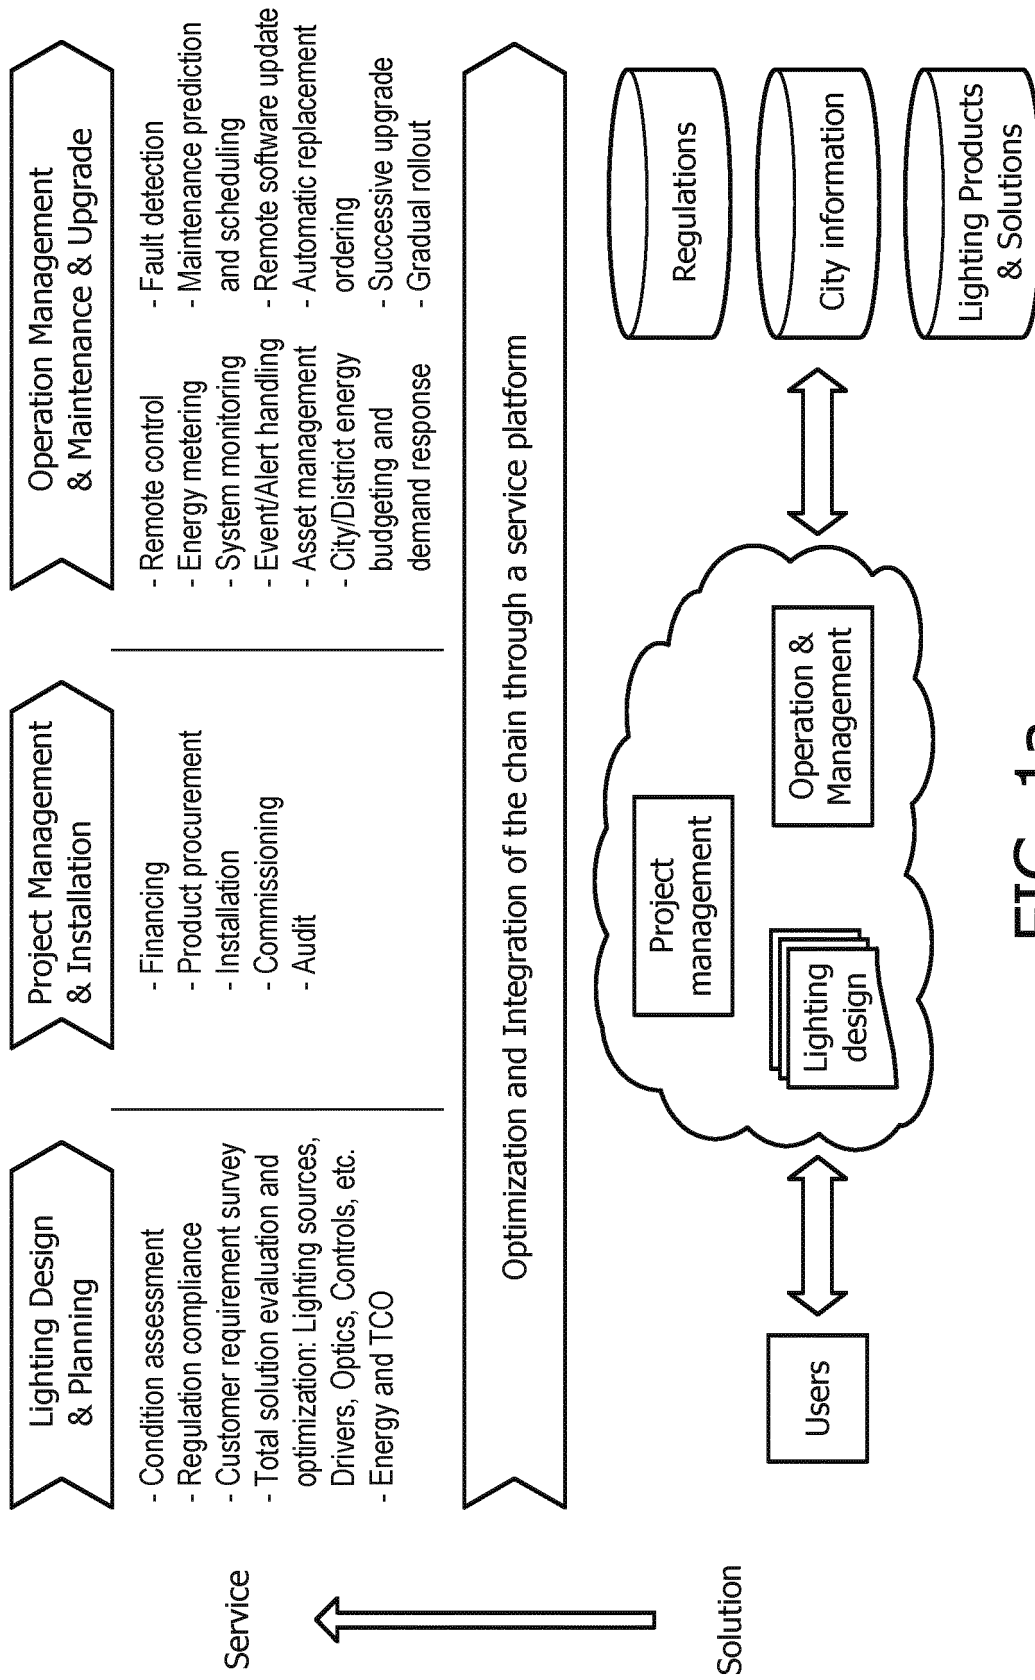 Lighting Design
& Planning
Project Management
& Installation
Operation Management
& Maintenance & Upgrade
Service
- Condition assessment
- Regulation compliance
- Customer requirement survey
- Total solution evaluation and
optimization: Lighting sources,
Drivers, Optics, Controls, etc.
- Energy and TCO
- Financing
- Product procurement
- Installation
- Commissioning
- Audit
- Remote control
- Energy metering
- System monitoring
- Event/Alert handling
- Asset management
- City/District energy
budgeting and
demand response
- Fault detection
- Maintenance prediction
and scheduling
- Remote software update
- Automatic replacement
ordering
- Successive upgrade
- Gradual rollout
Optimization and Integration of the chain through a service platform
Solution
Users
Project
management
Lighting
design
Operation &
Management
Regulations
City information
Lighting Products
& Solutions